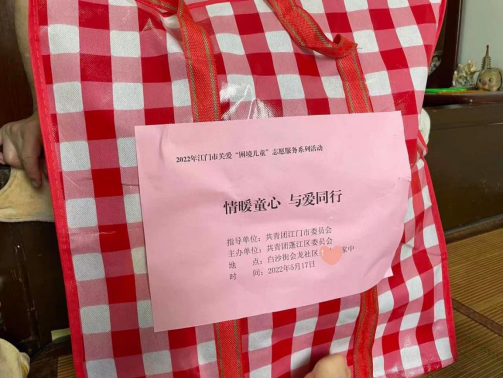 2022年江门市关爱“困境儿童”志愿服务系列活动
情暖童心 与爱同行
指导单位：共青团江门市委员会
主办单位：共青团蓬江区委员会
地 点：白沙街会龙社区 家中
时 间：2022年5月17日